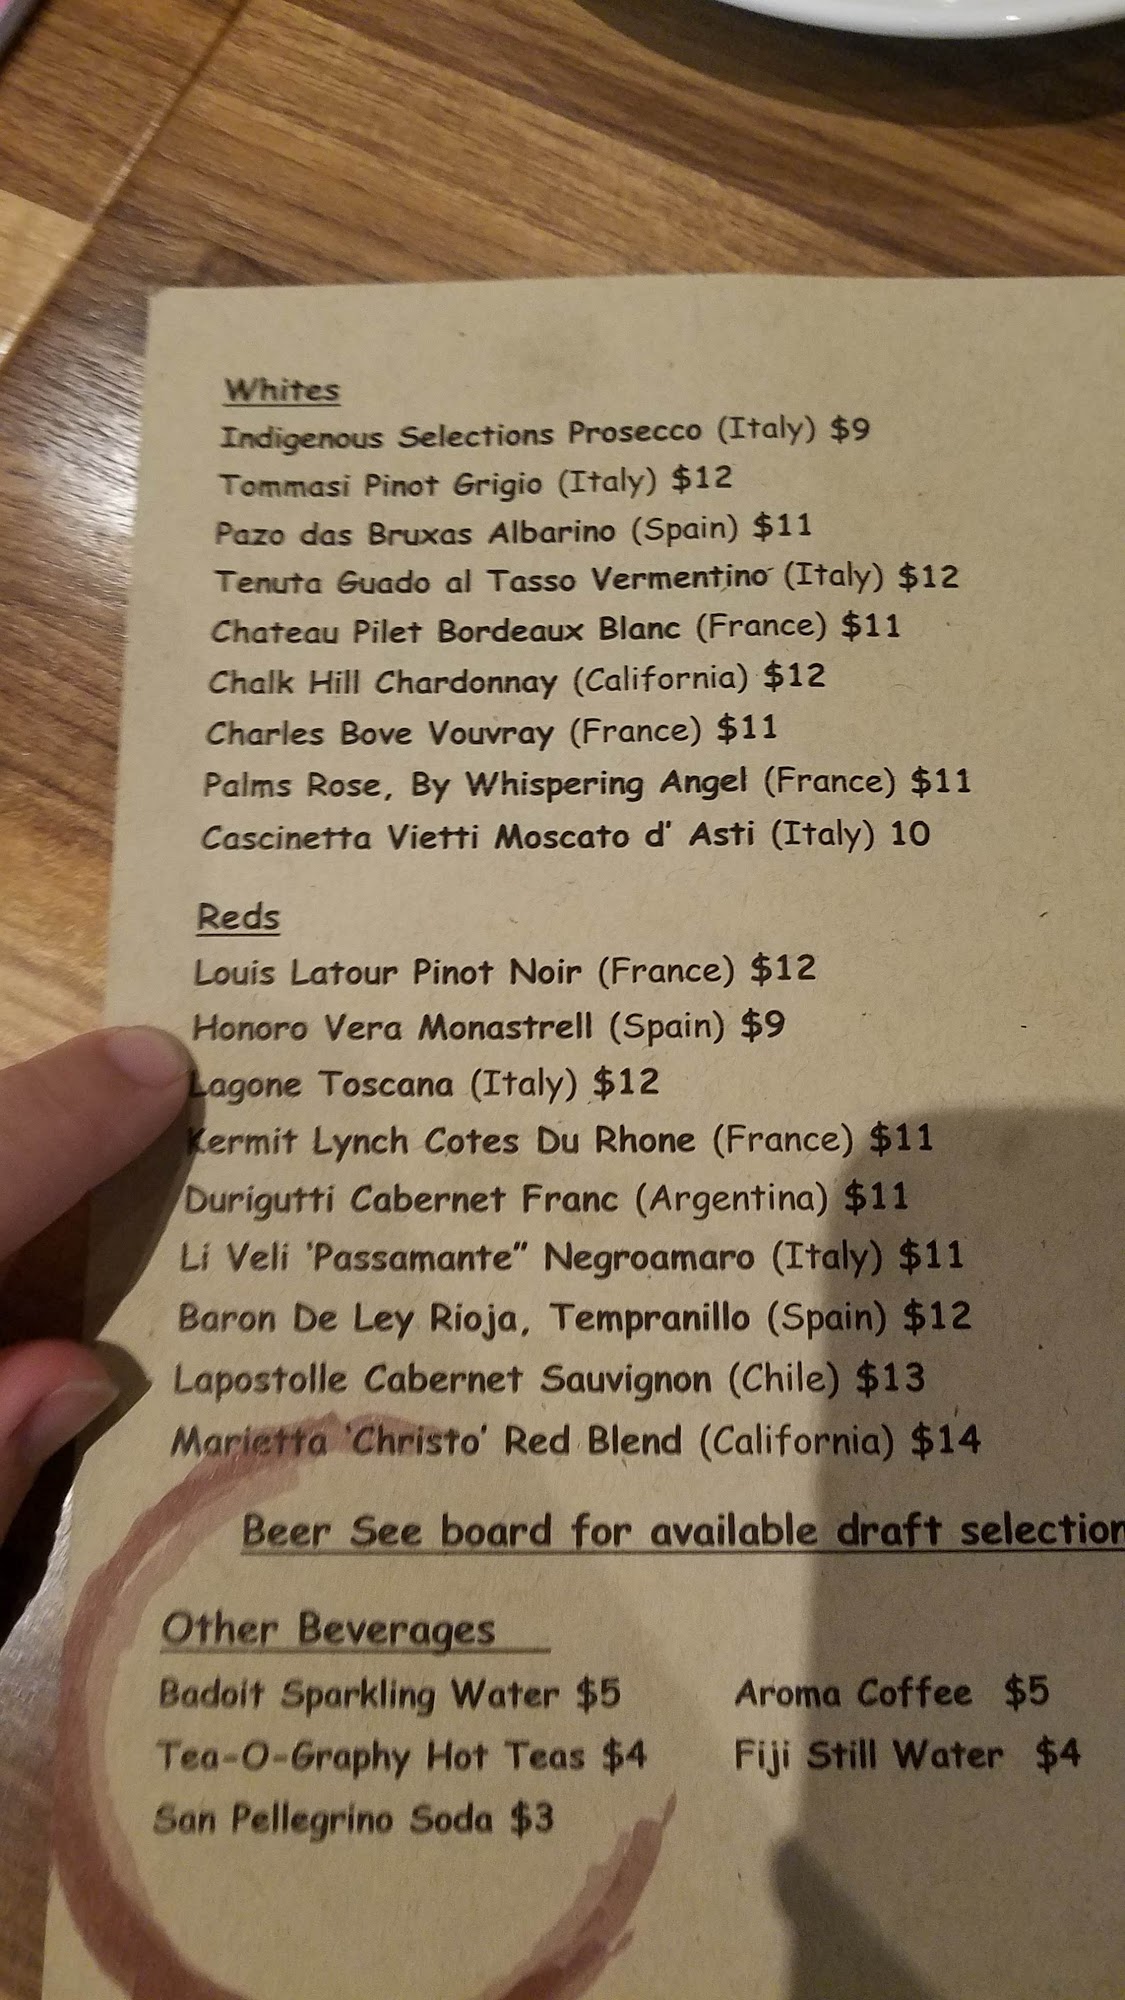 Whites
Indigenous Selections Prosecco (Italy) $9
Tommasi Pinot Grigio (Italy) $12
Pazo das Bruxas Albarino (Spain) $11
Tenuta Guado al Tasso Vermentino (Italy) $12
Chateau Pilet Bordeaux Blanc (France) $11
Chalk Hill Chardonnay (California) $12
Charles Bove Vouvray (France) $11
Palms Rose, By Whispering Angel (France) $11
Cascinetta Vietti Moscato d' Asti (Italy) 10
Reds
Louis Latour Pinot Noir (France) $12
Honoro Vera Monastrell (Spain) $9
Lagone Toscana (Italy) $12
Kermit Lynch Cotes Du Rhone (France) $11
Durigutti Cabernet Franc (Argentina) $11
Li Veli 'Passamante" Negroamaro (Italy) $11
Baron De Ley Rioja, Tempranillo (Spain) $12
Lapostolle Cabernet Sauvignon (Chile) $13
Marietta 'Christo' Red Blend (California) $14
Beer See board for available draft selection
Other Beverages
Badoit Sparkling Water $5 Aroma Coffee $5
Tea-O-Graphy Hot Teas $4 Fiji Still Water $4
San Pellegrino Soda $3